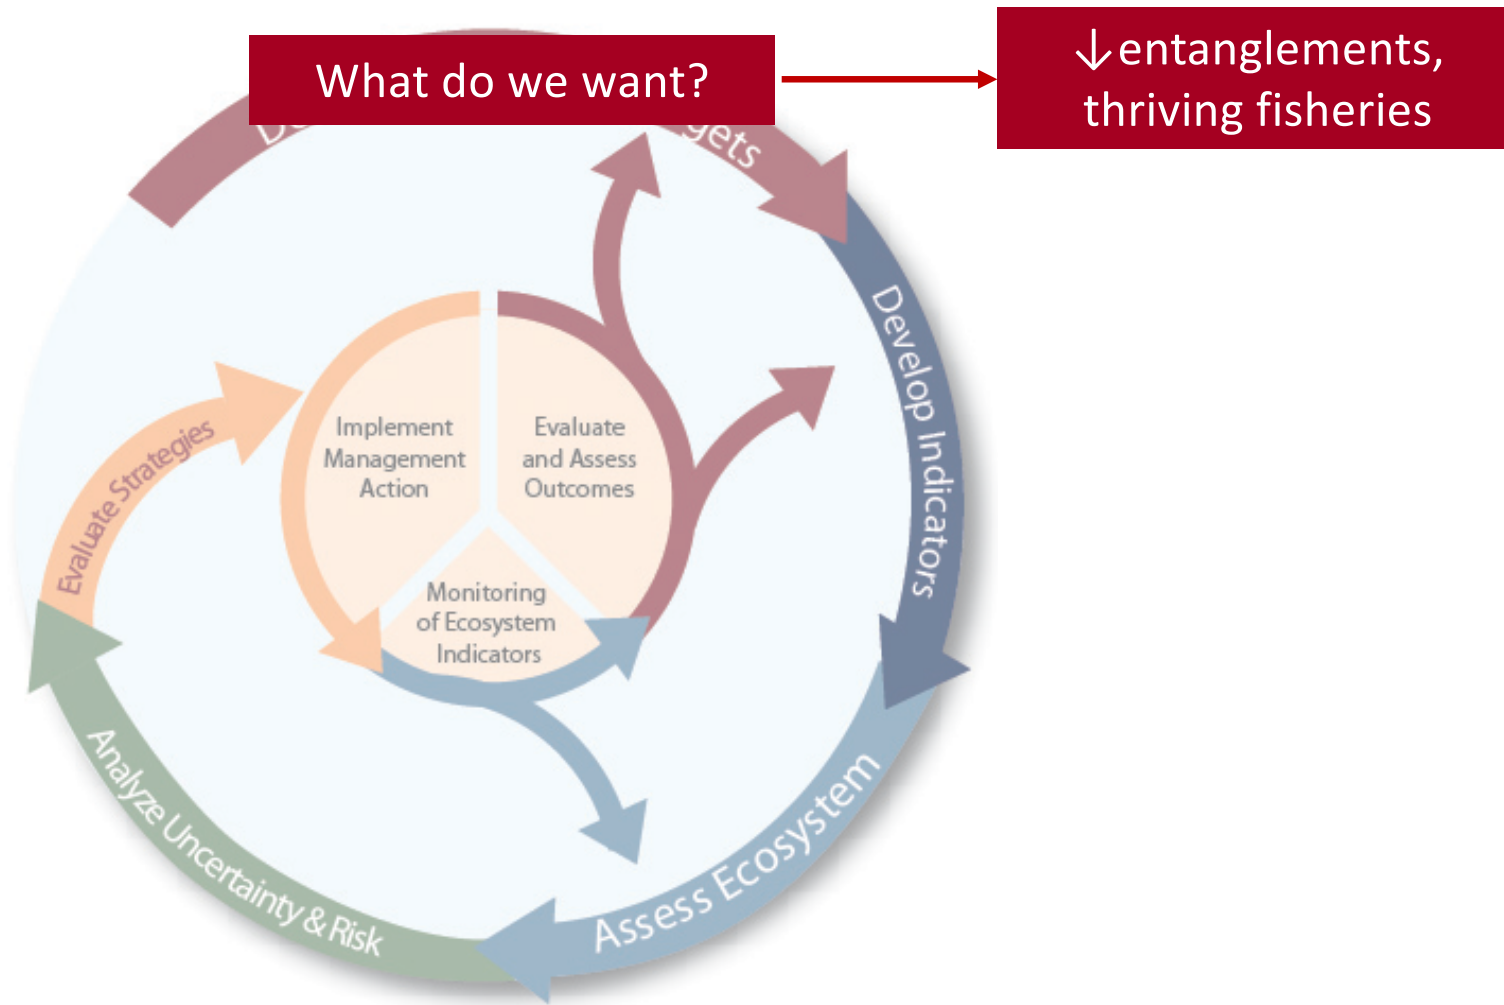 What do we want?
↓entanglements,
thriving fisheries
gets
Develop Indicators
Implement
Management
Action
Evaluate
and Assess
Outcomes
Evaluate Strategies
Monitoring
of Ecosystem
Indicators
Analyze Uncertainty & Risk
Assess Ecosystem